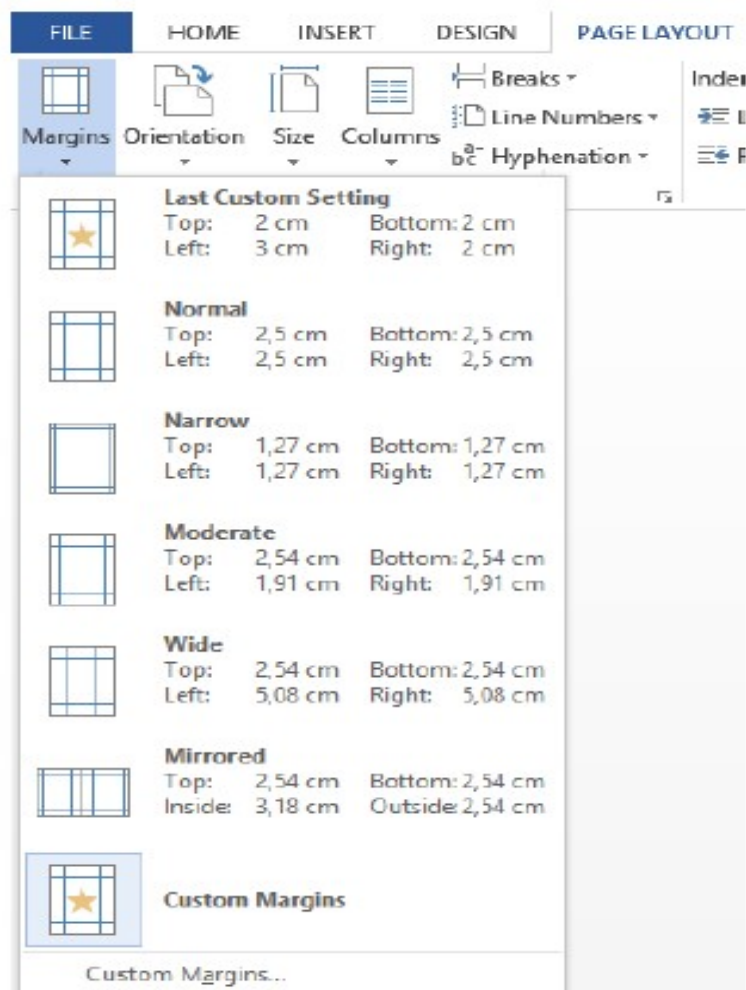 FILE HOME INSERT DESIGN PAGE LAYOUT
Breaks
Line Numbers
Margins Orientation Size Columns
Hyphenation
Last Custom Setting
Top: 2 cm Bottom: 2 cm
Left: 3 cm Right: 2 cm
Normal
Top: 2,5 cm Bottom: 2,5 cm
Left: 2,5 cm Right: 2,5 cm
Narrow
Top: 1,27 cm Bottom: 1,27 cm
Left: 1,27 cm Right: 1,27 cm
Moderate
Top: 2,54 cm Bottom: 2,54 cm
Left: 1,91 cm Right: 1,91 cm
Wide
Top: 2,54 cm Bottom: 2,54 cm
Left: 5,08 cm Right: 5,08 cm
Mirrored
Top: 2,54 cm Bottom: 2,54 cm
Inside: 3,18 cm Outside: 2,54 cm
Custom Margins
Custom Margins...